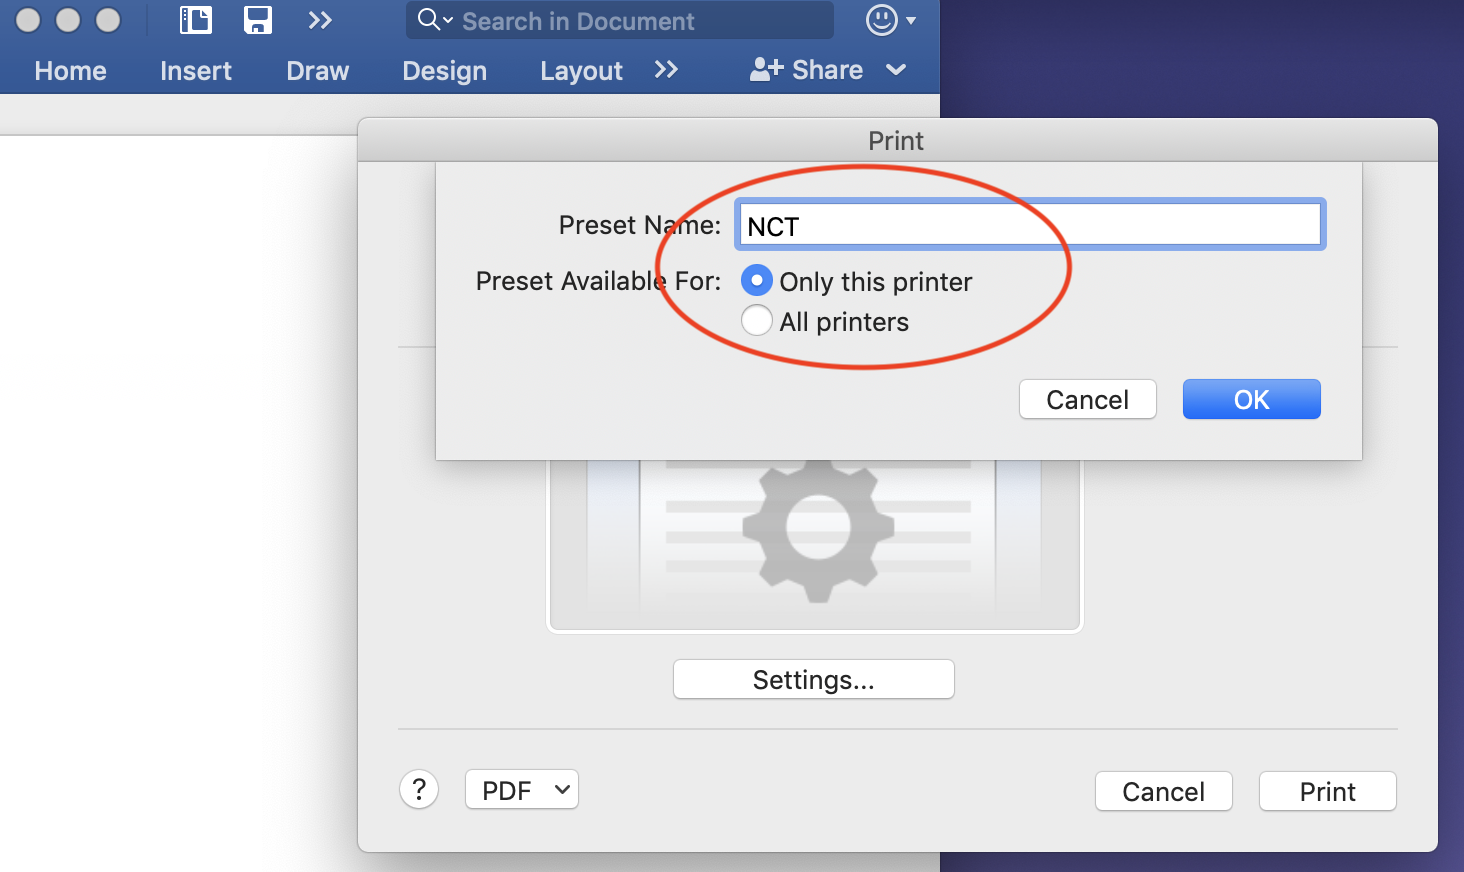 Search in Document
Home Insert Draw Design Layout Share
Print
Preset Name: NCT
Preset Available For: Only this printer
All printers
Cancel OK
Settings...
? PDF Cancel Print